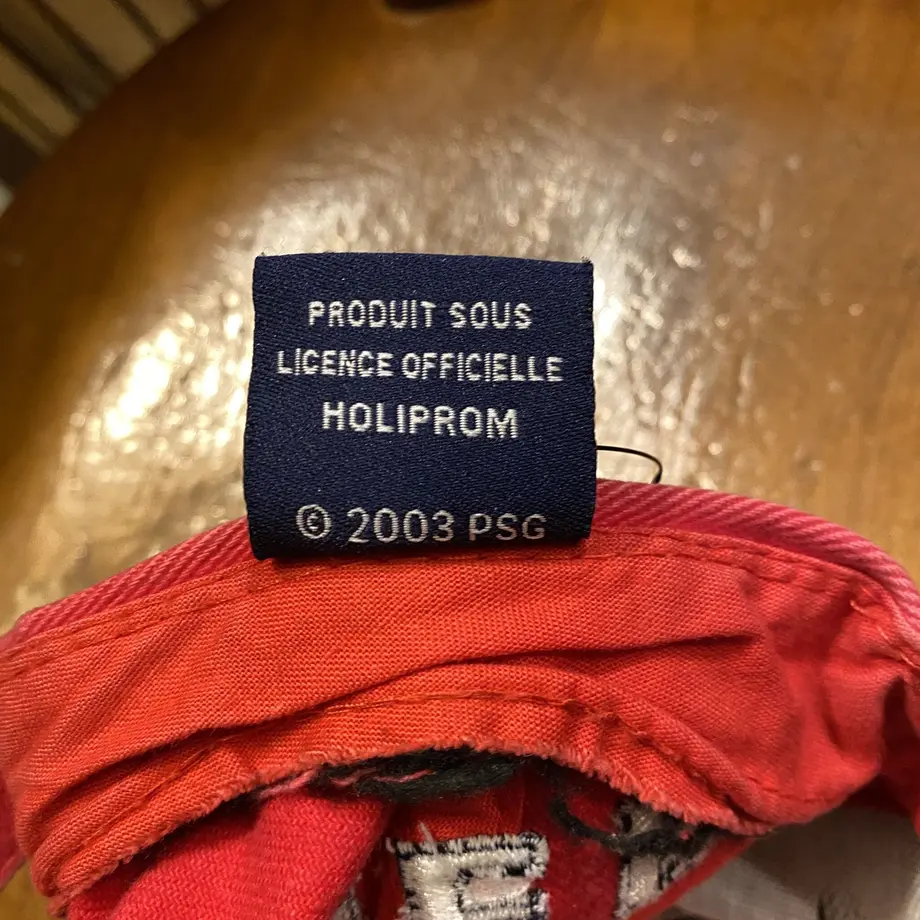 PRODUIT SOUS
LICENCE OFFICIELLE
HOLIPROM
© 2003 PSG